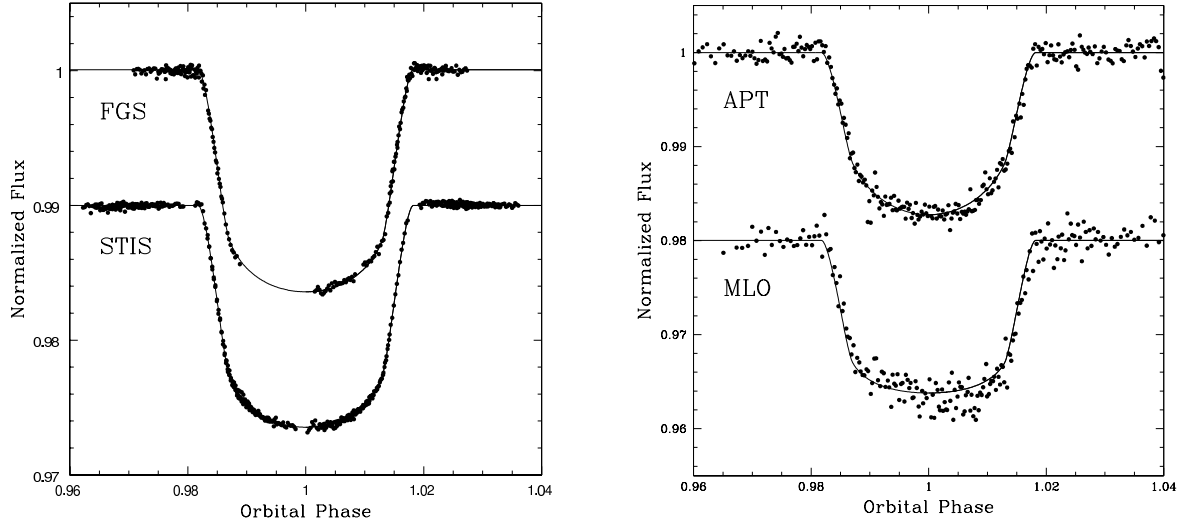 1
FGS
0.99
STIS
0.98
0.97
0.96
0.98
1
1.02
1.04
Normalized Flux
Orbital Phase
1
APT
0.99
0.98
MLO
0.97
0.96
0.96
0.98
1
1.02
1.04
Normalized Flux
Orbital Phase